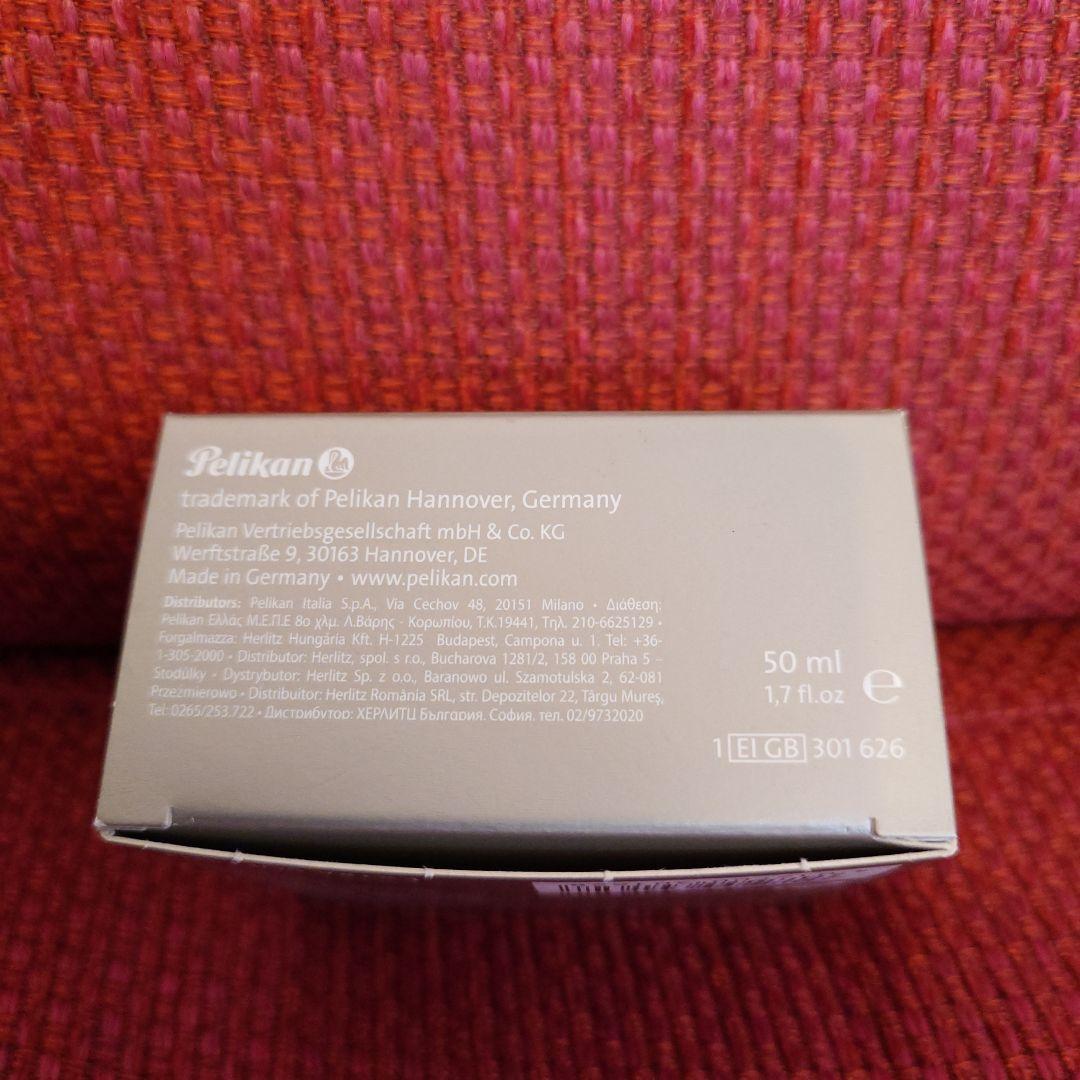 Pelikan
trademark of Pelikan Hannover, Germany
Pelikan Vertriebsgesellschaft mbH & Co. KG
Werftstraße 9, 30163 Hannover, DE
Made in Germany • www.pelikan.com
Distributors: Pelikan Italia S.p.A., Via Cechov 48, 20151 Milano • Διάθεση:
Pelikan Ελλάς Μ.Ε.Π.Ε 8ο χλμ. Λ.Βάρης - Κορωπίου, Τ.Κ.19441, Τηλ. 210-6625129 •
Forgalmazza: Herlitz Hungária Kft. H-1225 Budapest, Campona u. 1. Tel: +36-
1-305-2000 • Distributor: Herlitz, spol. s r.o., Bucharova 1281/2, 158 00 Praha 5 –
Stodůlky • Dystrybutor: Herlitz Sp. z o.o., Baranowo ul. Szamotulska 2, 62-081
Przeźmierowo • Distribuitor: Herlitz România SRL, str. Depozitelor 22, Târgu Mureş,
Tel: 0265/253.722 • Дистрибутор: ХЕРЛИТЦ България, София, тел. 02/9732020
50 ml
1,7 fl.oz ℮
1 EI GB 301 626